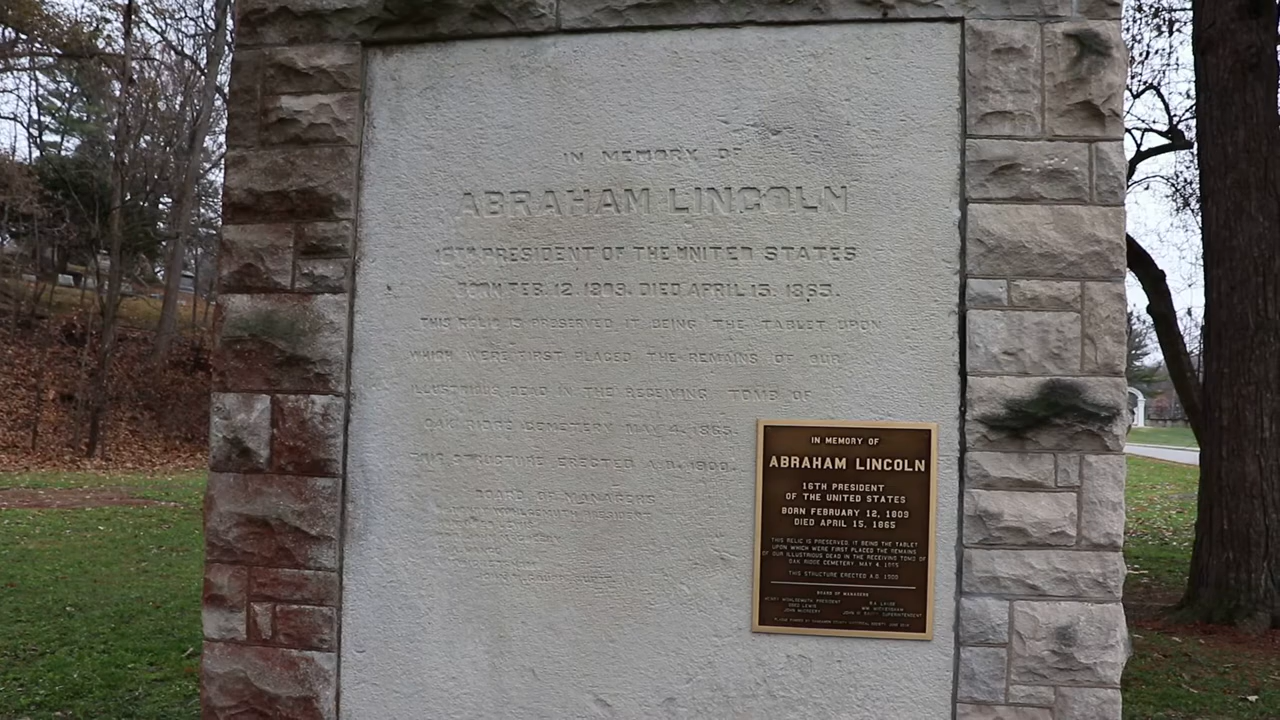 IN MEMORY OF
ABRAHAM LINCOLN
16TH PRESIDENT OF THE UNITED STATES
BORN FEB. 12. 1809. DIED APRIL 15. 1865.
THIS RELIC IS PRESERVED IT BEING THE TABLET UPON
WHICH WERE FIRST PLACED THE REMAINS OF OUR
ILLUSTRIOUS DEAD IN THE RECEIVING TOMB OF
OAK RIDGE CEMETERY MAY 4. 1865.
THIS STRUCTURE ERECTED A.D. 1900.
BOARD OF MANAGERS
PRESIDENT
IN MEMORY OF
ABRAHAM LINCOLN
16TH PRESIDENT
OF THE UNITED STATES
BORN FEBRUARY 12, 1809
DIED APRIL 15, 1865
THIS RELIC IS PRESERVED, IT BEING THE TABLET
UPON WHICH WERE FIRST PLACED THE REMAINS
OF OUR ILLUSTRIOUS DEAD IN THE RECEIVING TOMB OF
OAK RIDGE CEMETERY, MAY 4, 1865
THIS STRUCTURE ERECTED A.D. 1900
BOARD OF MANAGERS
PRESIDENT
LEWIS
JOHN SUPERINTENDENT